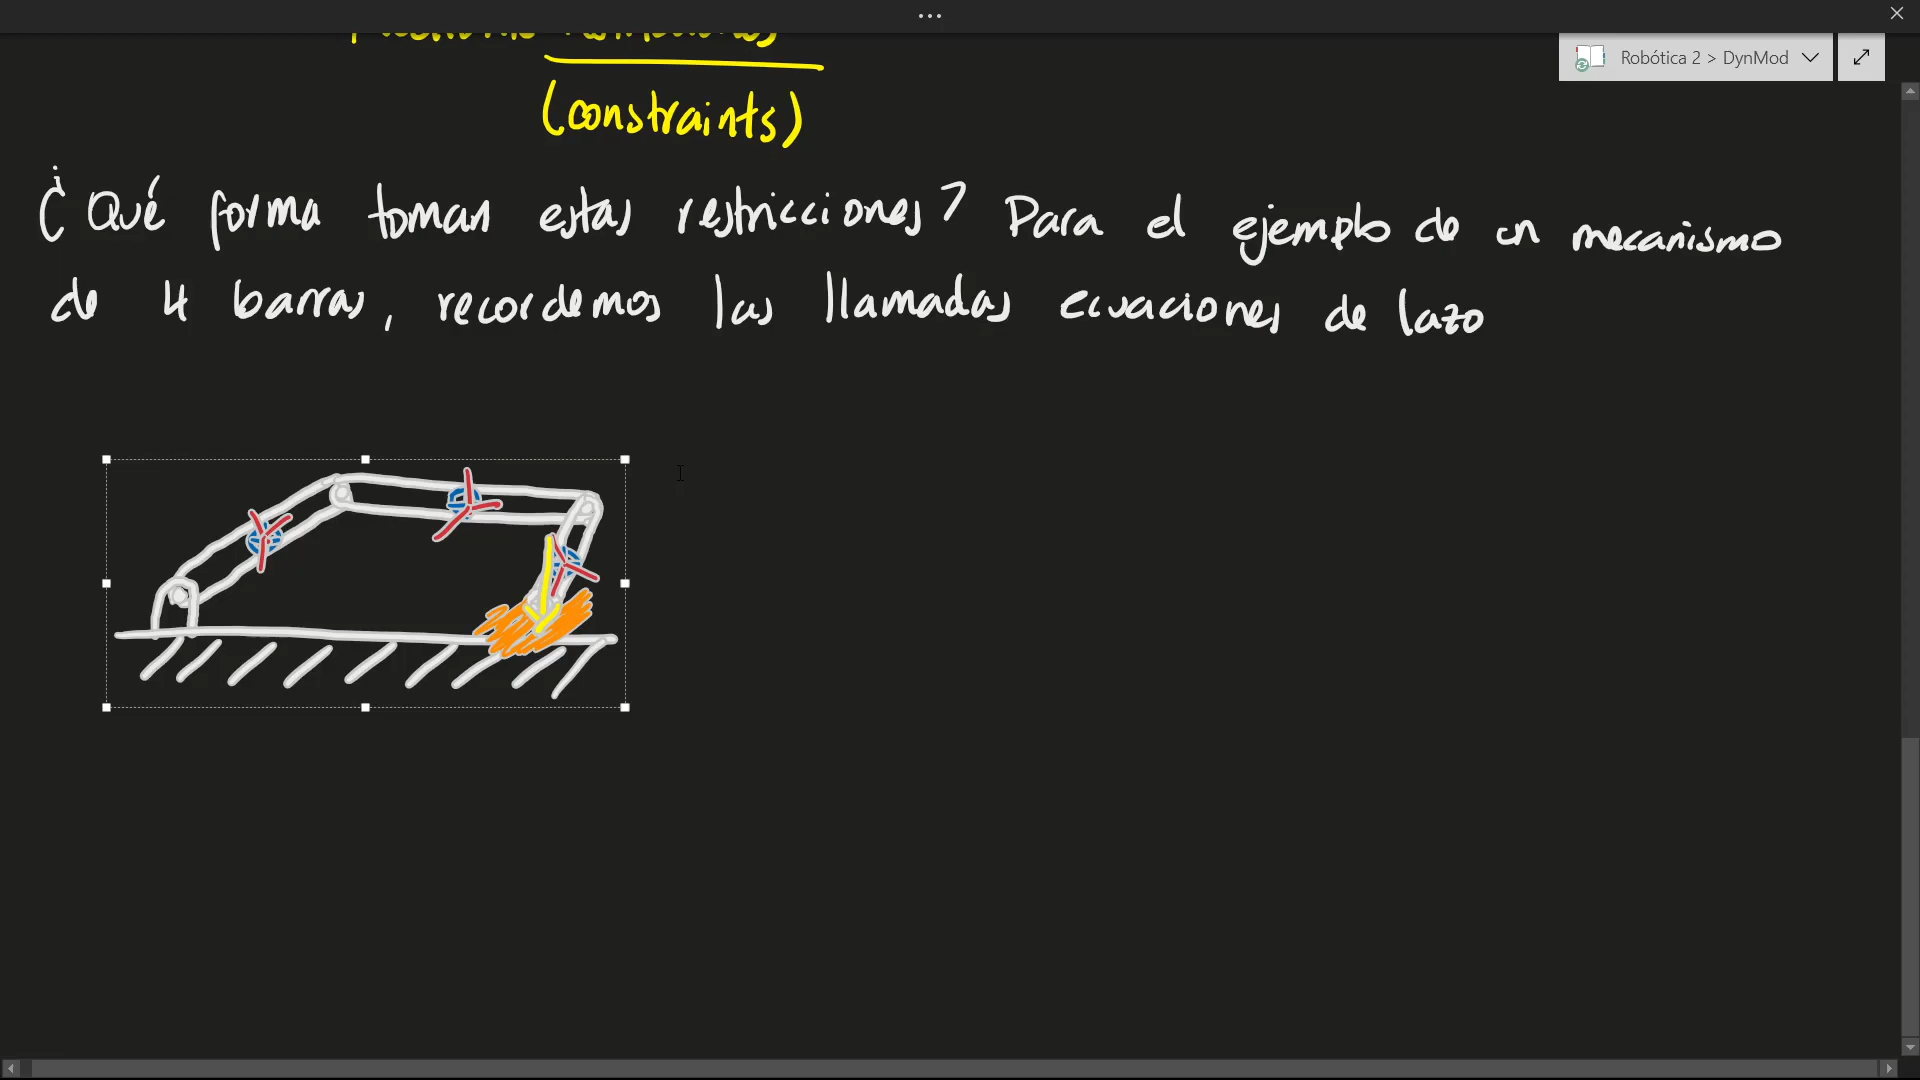 Robótica 2 > DynMod
(constraints)
¿Qué forma toman estas restricciones? Para el ejemplo de un mecanismo
de 4 barras, recordemos las llamadas ecuaciones de lazo